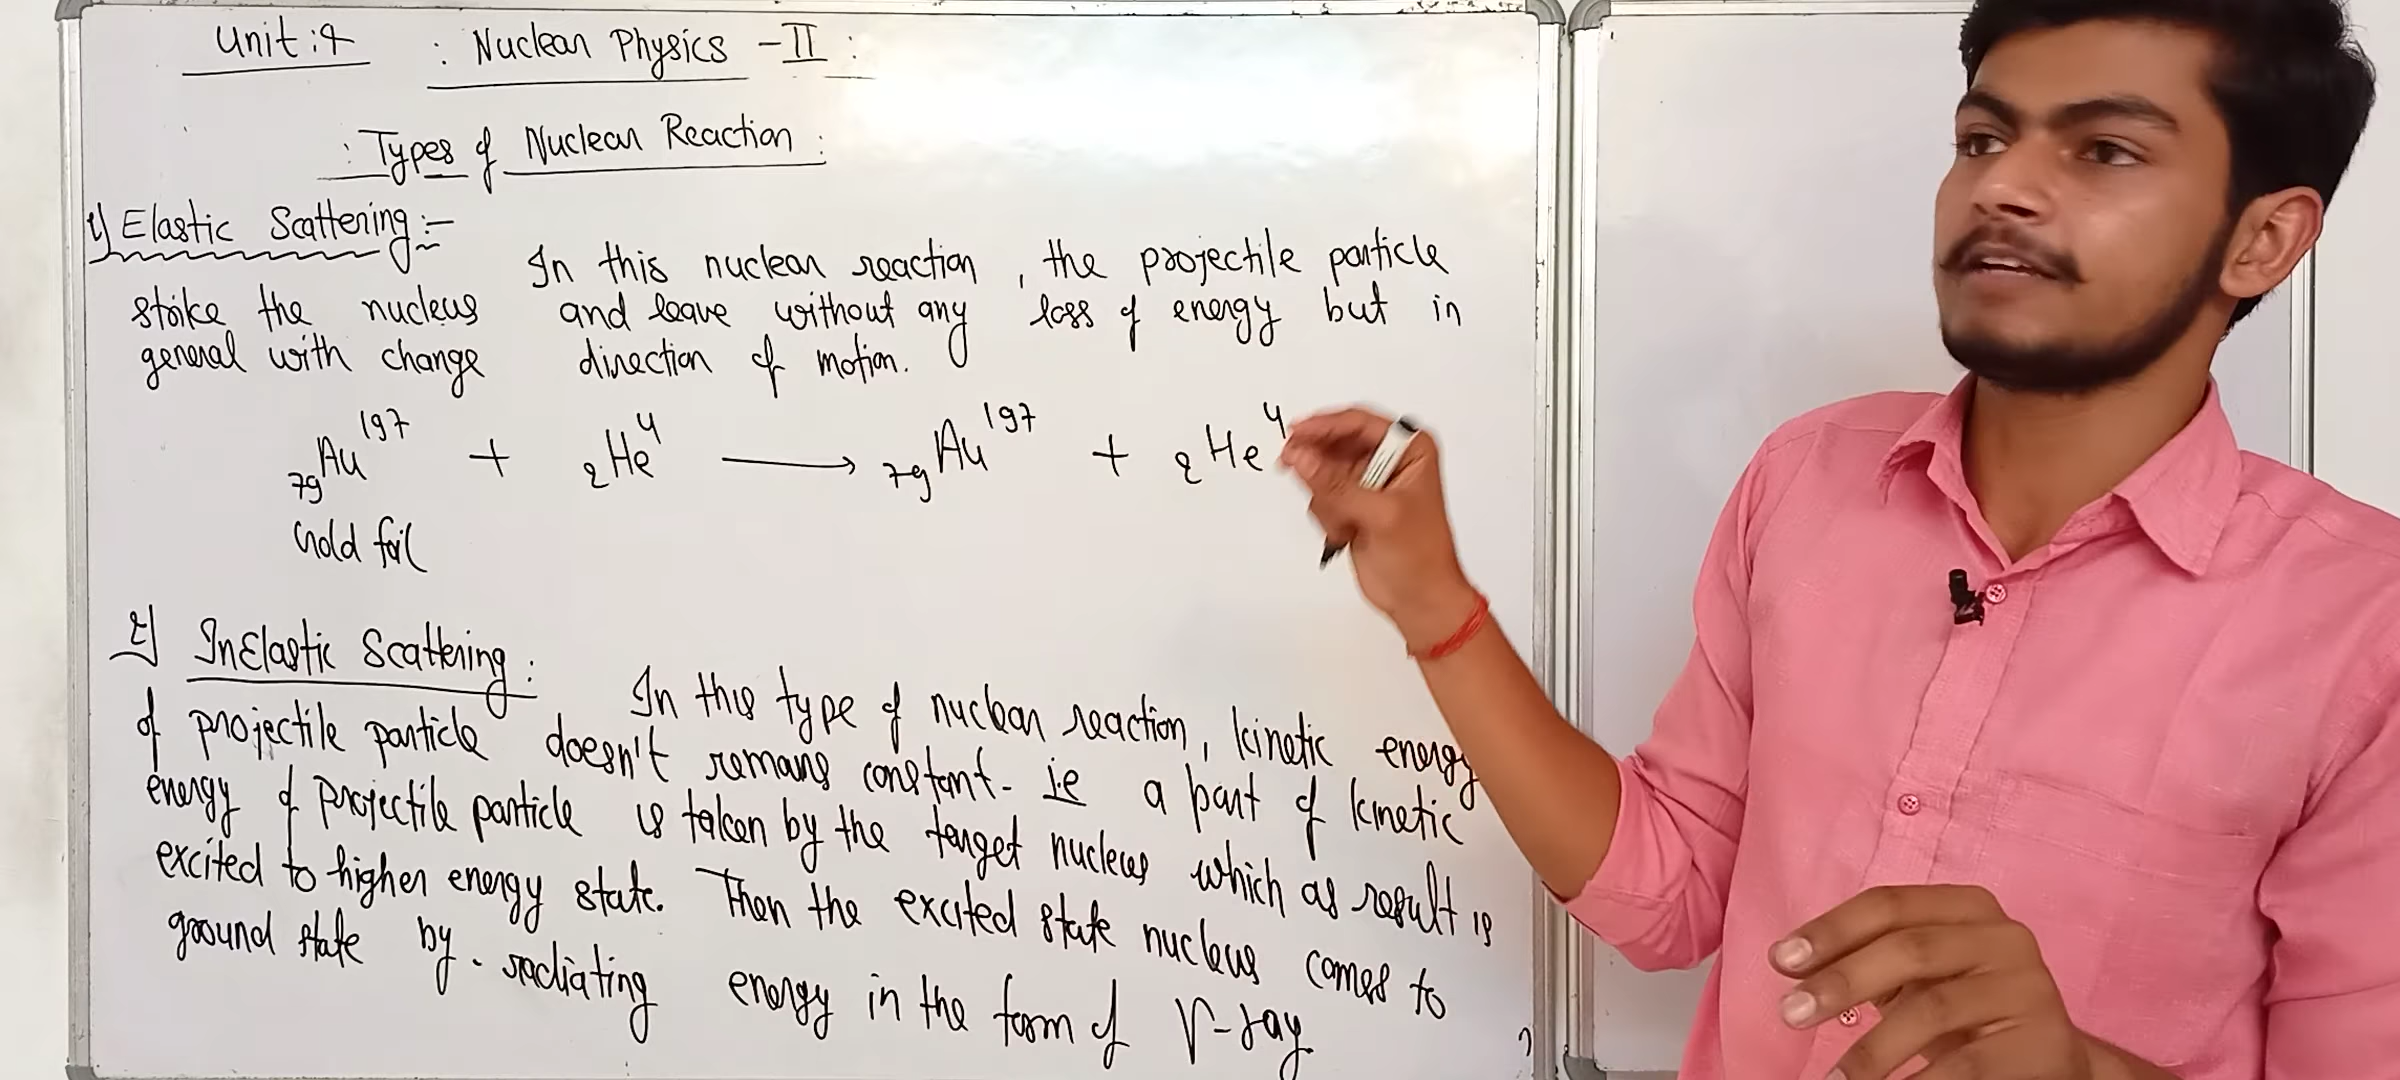 Unit: 4 : Nuclear Physics - II :
: Types of Nuclear Reaction :
1) Elastic Scattering :-
In this nuclear reaction, the projectile particle
strike the nucleus and leave without any loss of energy but in
general with change direction of motion.
₇₉Au¹⁹⁷ + ₂He⁴ → ₇₉Au¹⁹⁷ + ₂He⁴
Gold foil
2) InElastic Scattering :
In this type of nuclear reaction, kinetic energy
of projectile particle doesn't remans constant. i.e a part of kinetic
energy of projectile particle is taken by the target nucleus which as result is
excited to higher energy state. Then the excited state nucleus comes to
ground state by radiating energy in the form of γ-ray